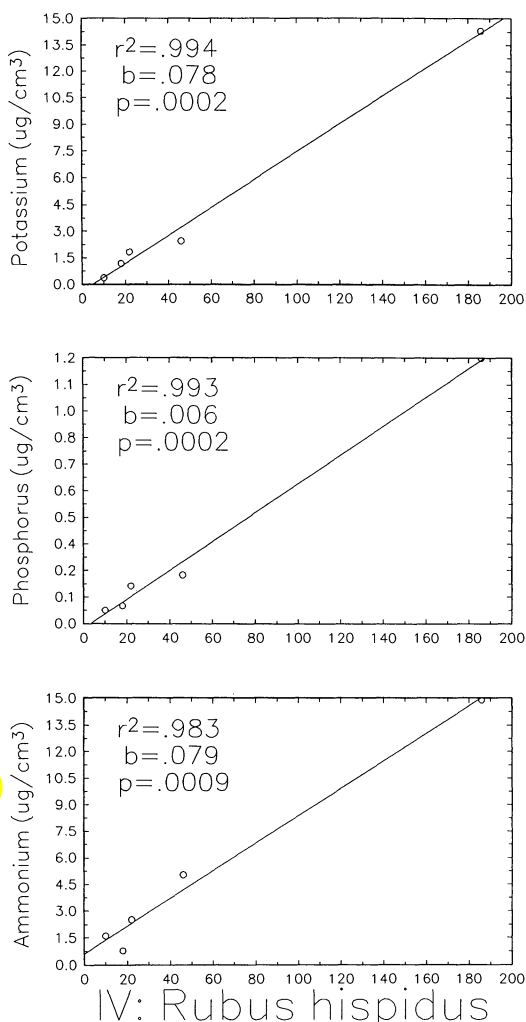 15.0
13.5
12.0
10.5
9.0
7.5
6.0
4.5
3.0
1.5
0.0
Potassium (ug/cm³)
r²=.994
b=.078
p=.0002
0 20 40 60 80 100 120 140 160 180 200
1.2
1.1
1.0
0.8
0.7
0.6
0.5
0.4
0.2
0.1
0.0
Phosphorus (ug/cm³)
r²=.993
b=.006
p=.0002
0 20 40 60 80 100 120 140 160 180 200
15.0
13.5
12.0
10.5
9.0
7.5
6.0
4.5
3.0
1.5
0.0
Ammonium (ug/cm³)
r²=.983
b=.079
p=.0009
0 20 40 60 80 100 120 140 160 180 200
IV: Rubus hispidus